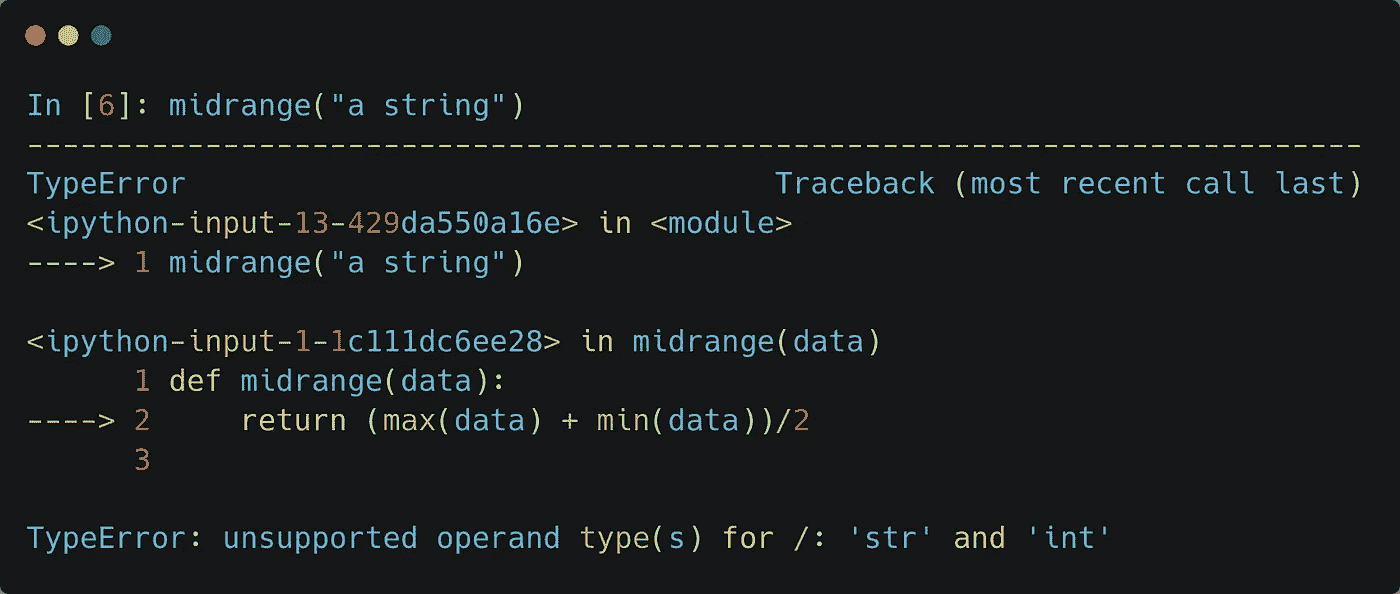 In [6]: midrange("a string")
---------------------------------------------------------------------------
TypeError                                 Traceback (most recent call last)
<ipython-input-13-429da550a16e> in <module>
----> 1 midrange("a string")

<ipython-input-1-1c111dc6ee28> in midrange(data)
      1 def midrange(data):
----> 2     return (max(data) + min(data))/2
      3

TypeError: unsupported operand type(s) for /: 'str' and 'int'